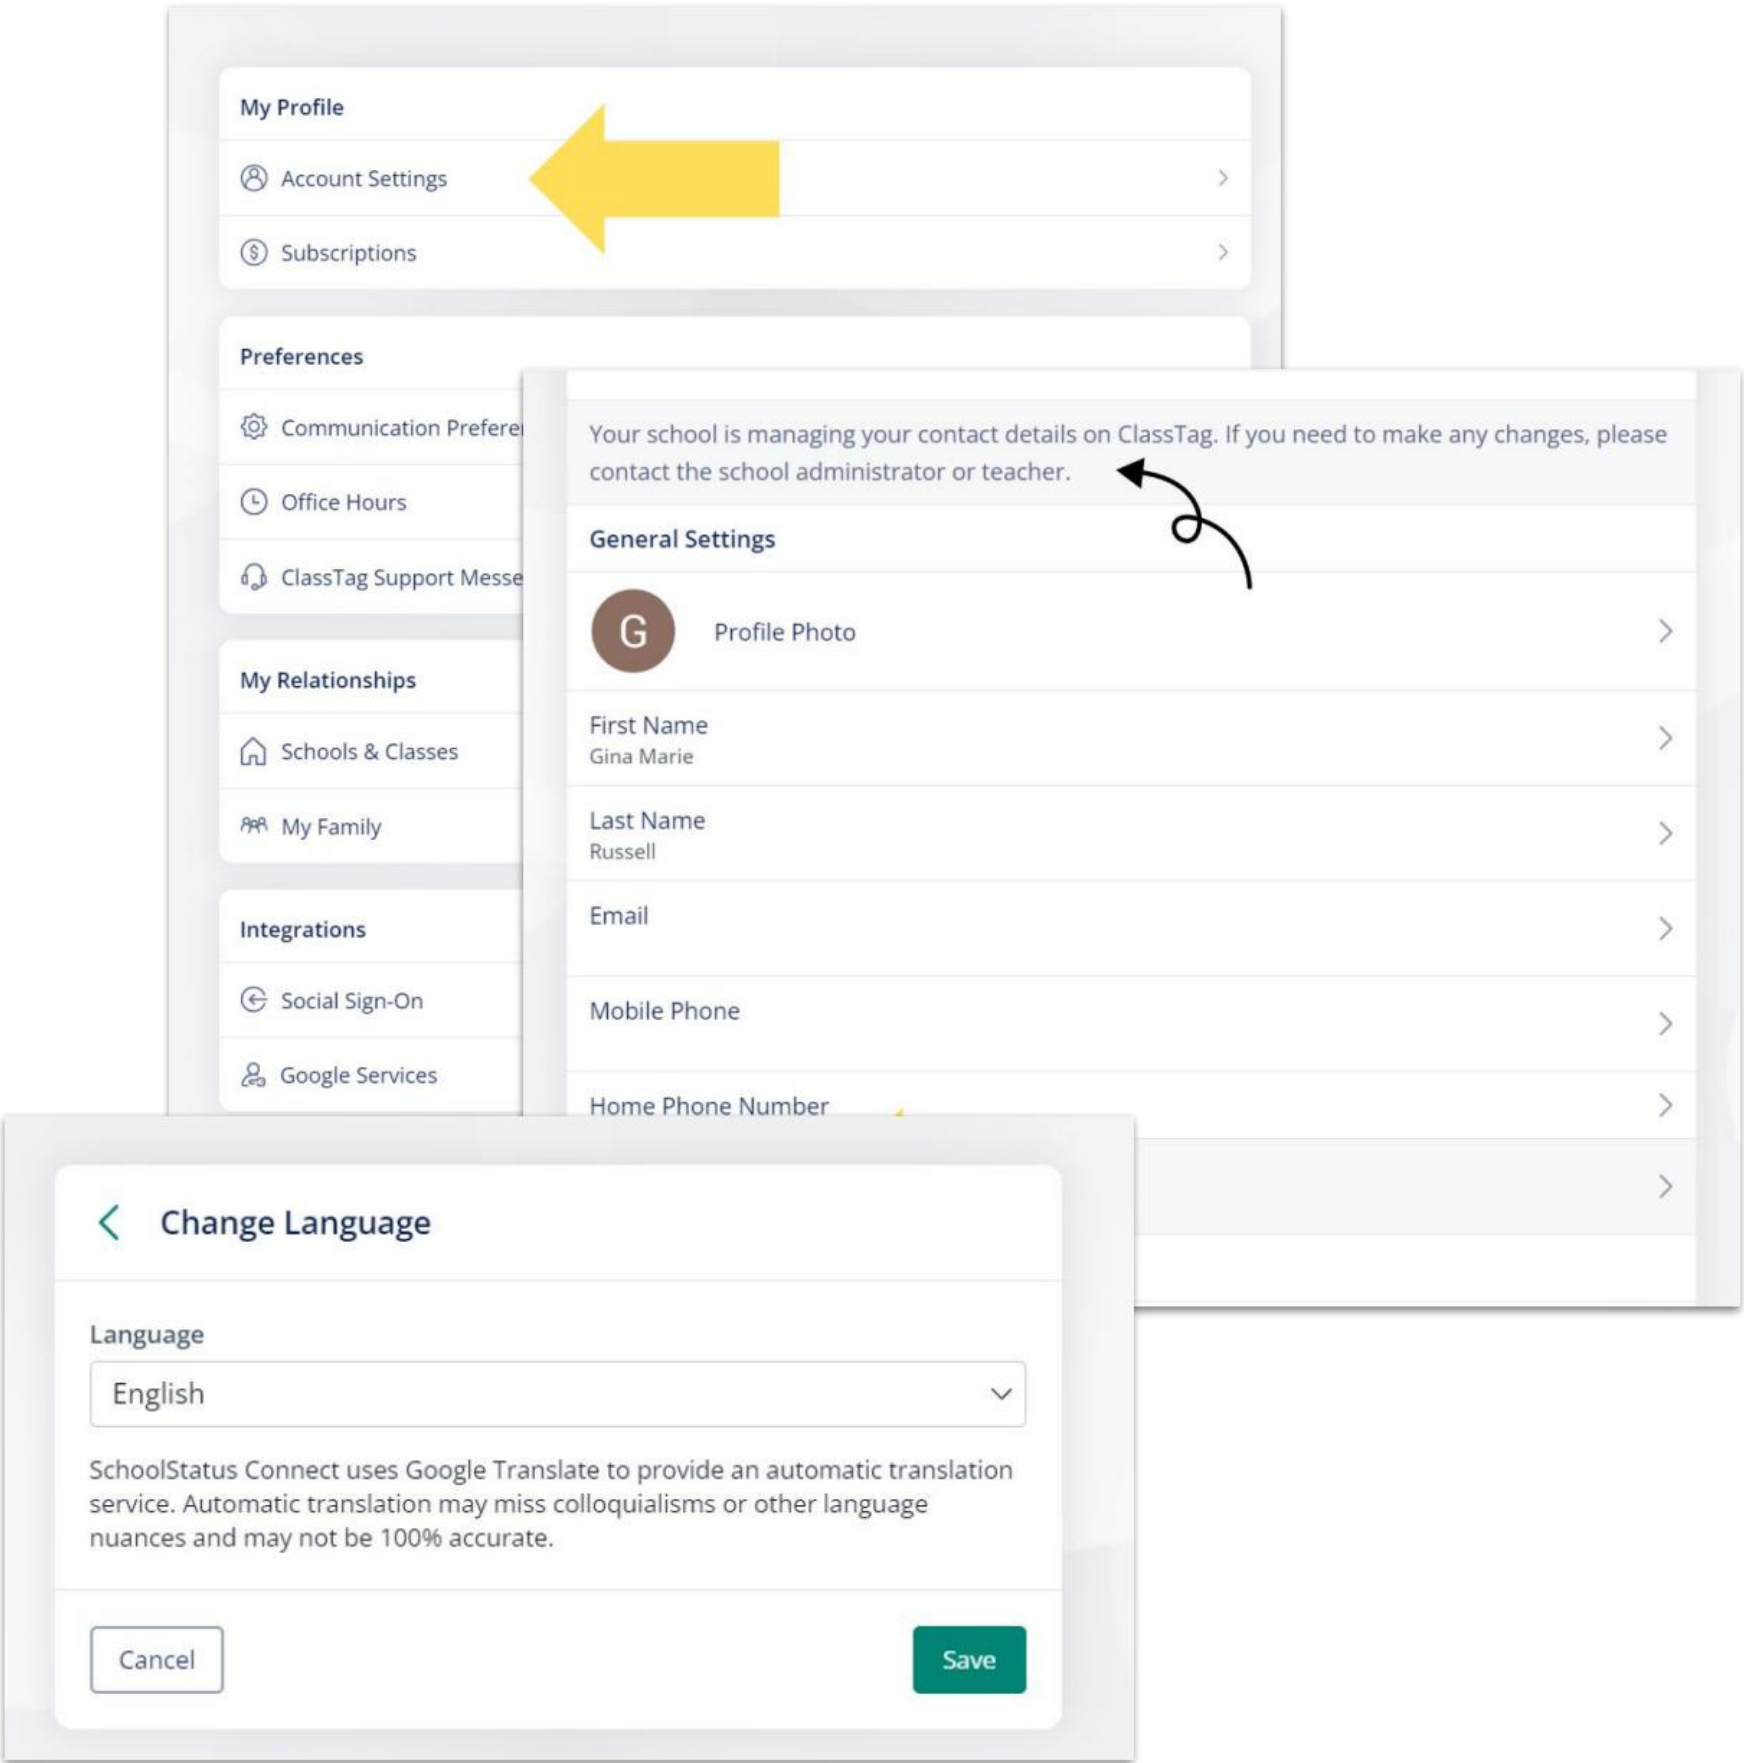 My Profile
Account Settings
Subscriptions
Preferences
Communication
Office Hours
ClassTag Support
My Relationships
Schools & Classes
My Family
Integrations
Social Sign-On
Google Services
Your school is managing your contact details on ClassTag. If you need to make any changes, please
contact the school administrator or teacher.
General Settings
G
Profile Photo
First Name
Gina Marie
Last Name
Russell
Email
Mobile Phone
Home Phone Number
Change Language
Language
English
SchoolStatus Connect uses Google Translate to provide an automatic translation
service. Automatic translation may miss colloquialisms or other language
nuances and may not be 100% accurate.
Cancel
Save